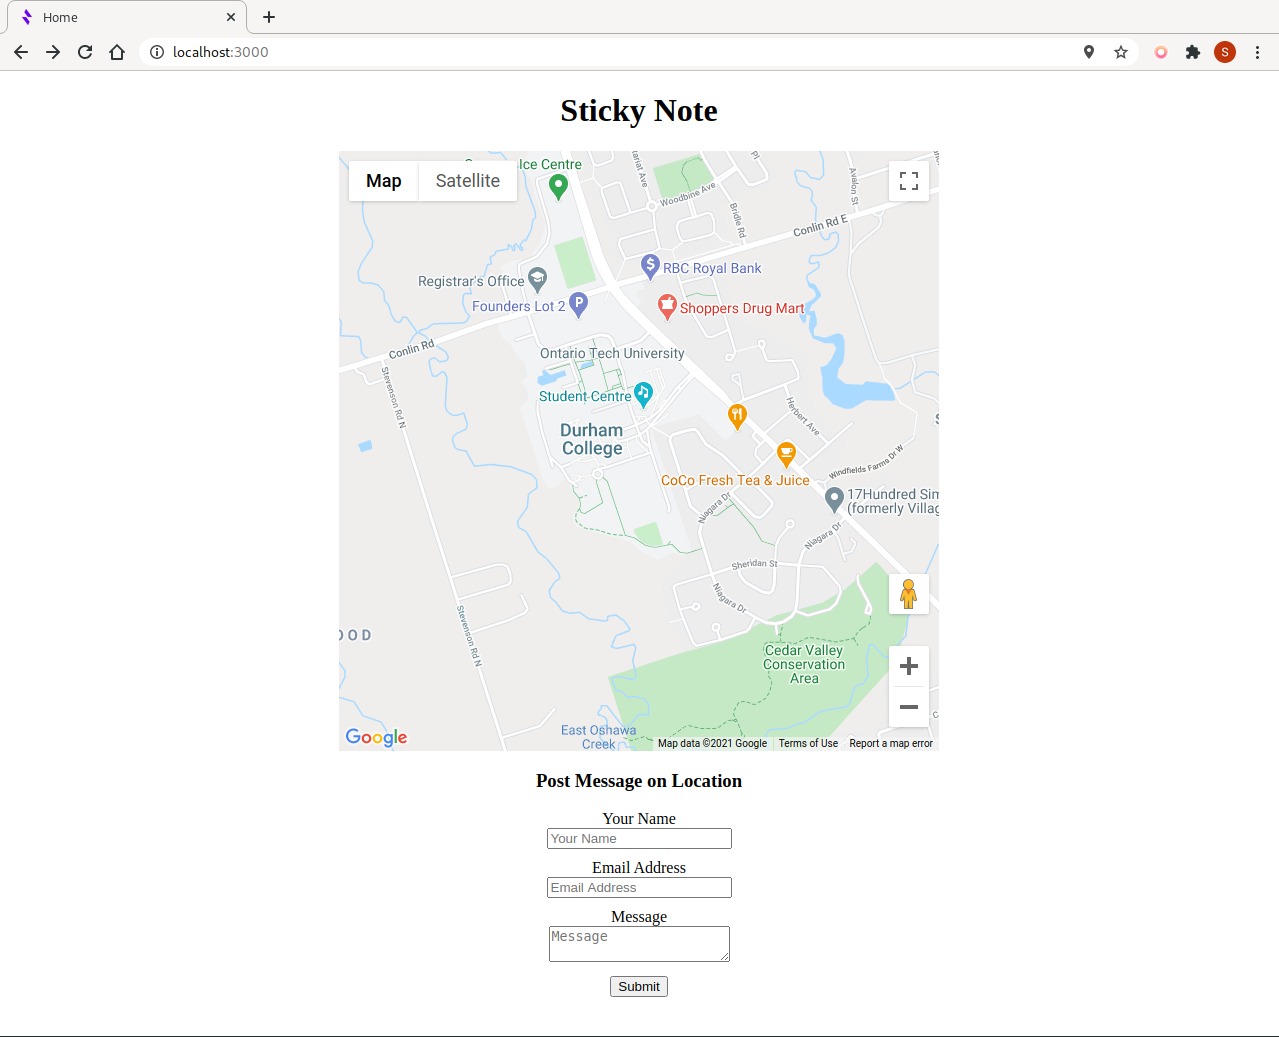 Home
localhost:3000
S
Sticky Note
Map
Satellite
Ice Centre
Woodbine Ave
Bridle Rd
Avalon St
Conlin Rd E
RBC Royal Bank
Registrar's Office
Founders Lot 2
P
Shoppers Drug Mart
Conlin Rd
Stevenson Rd N
Ontario Tech University
Student Centre
Durham
College
Herbert Ave
Windfields Farms Dr W
CoCo Fresh Tea & Juice
17Hundred Sim
(formerly Villag
Niagara Dr
Niagara Dr
Sheridan St
Niagara Dr
Stevenson Rd N
OOD
Cedar Valley
Conservation
Area
East Oshawa
Creek
Google
Map data ©2021 Google
Terms of Use
Report a map error
Post Message on Location
Your Name
Your Name
Email Address
Email Address
Message
Message
Submit